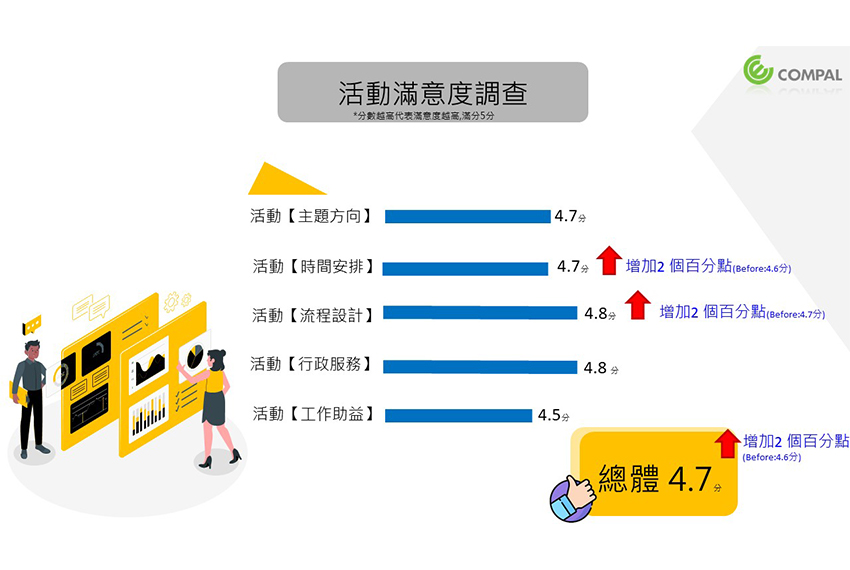 COMPAL
活動滿意度調查
*分數越高代表滿意度越高,滿分5分
活動【主題方向】 4.7分
活動【時間安排】 4.7分 增加2 個百分點(Before:4.6分)
活動【流程設計】 4.8分 增加2 個百分點(Before:4.7分)
活動【行政服務】 4.8 分
活動【工作助益】 4.5分
增加2 個百分點
(Before:4.6分)
總體 4.7分